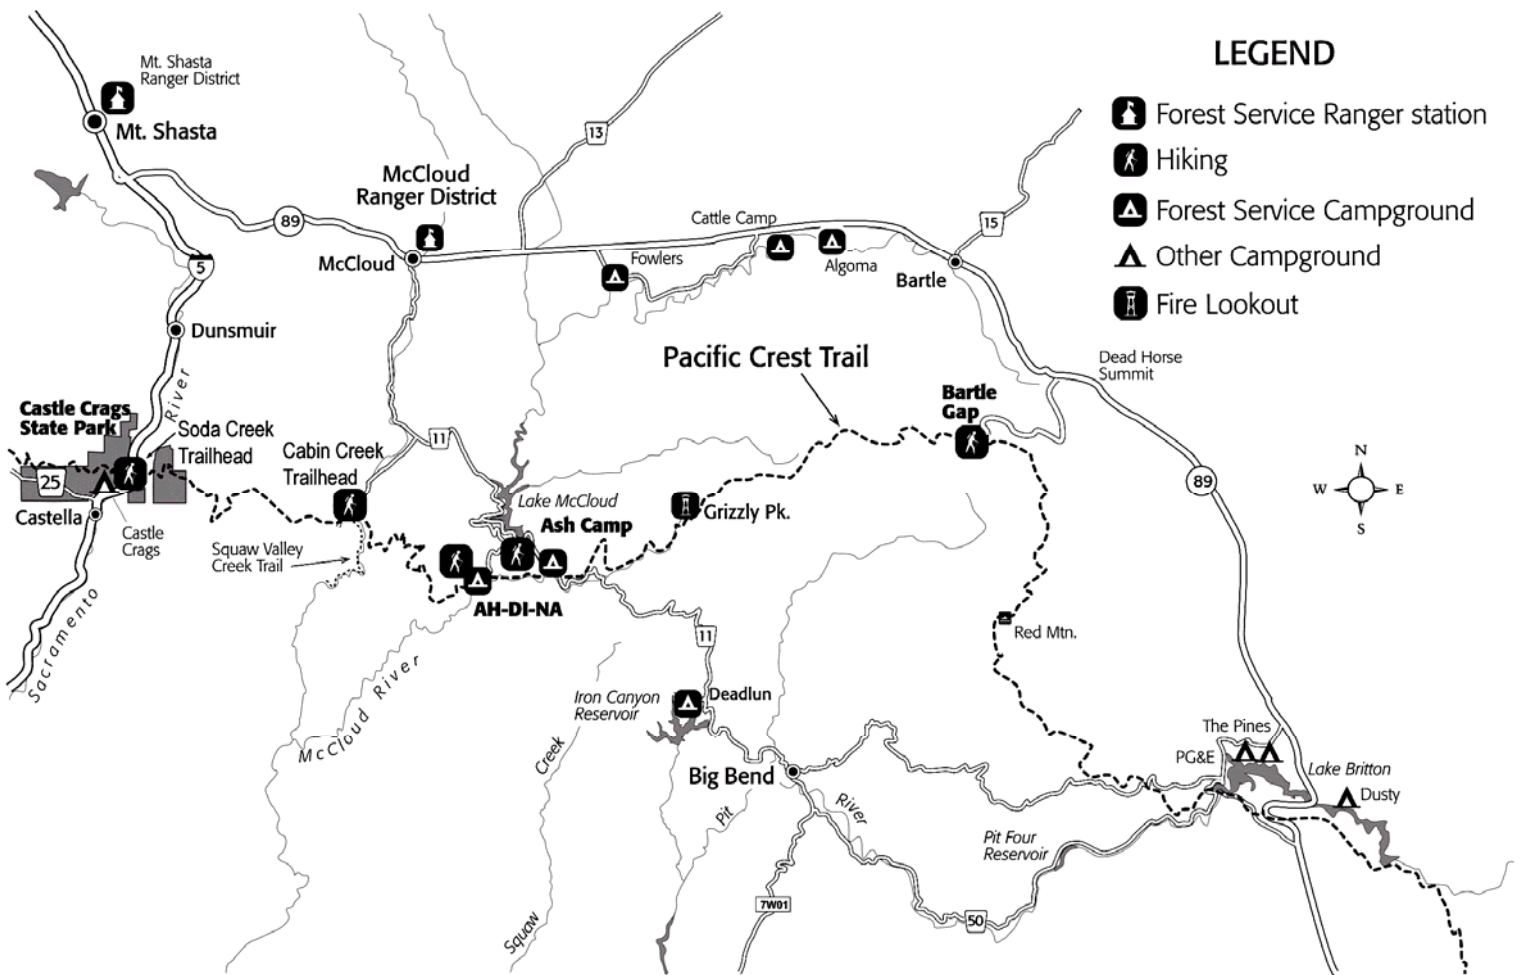 LEGEND
Forest Service Ranger station
Hiking
Forest Service Campground
Other Campground
Fire Lookout
Mt. Shasta
Ranger District
Mt. Shasta
13
McCloud
Ranger District
89
15
Cattle Camp
McCloud
Fowlers
Algoma
Bartle
5
Dunsmuir
Pacific Crest Trail
Dead Horse
Summit
Bartle
Gap
River
Castle Crags
State Park
Soda Creek
Trailhead
Cabin Creek
Trailhead
11
25
89
N
W
E
S
Lake McCloud
Grizzly Pk.
Castella
Castle
Crags
Ash Camp
Squaw Valley
Creek Trail
AH-DI-NA
Sacramento
11
Red Mtn.
McCloud River
Iron Canyon
Reservoir
Deadlun
The Pines
PG&E
Lake Britton
Dusty
Creek
Big Bend
Pit
River
Pit Four
Reservoir
7W01
50
Squaw